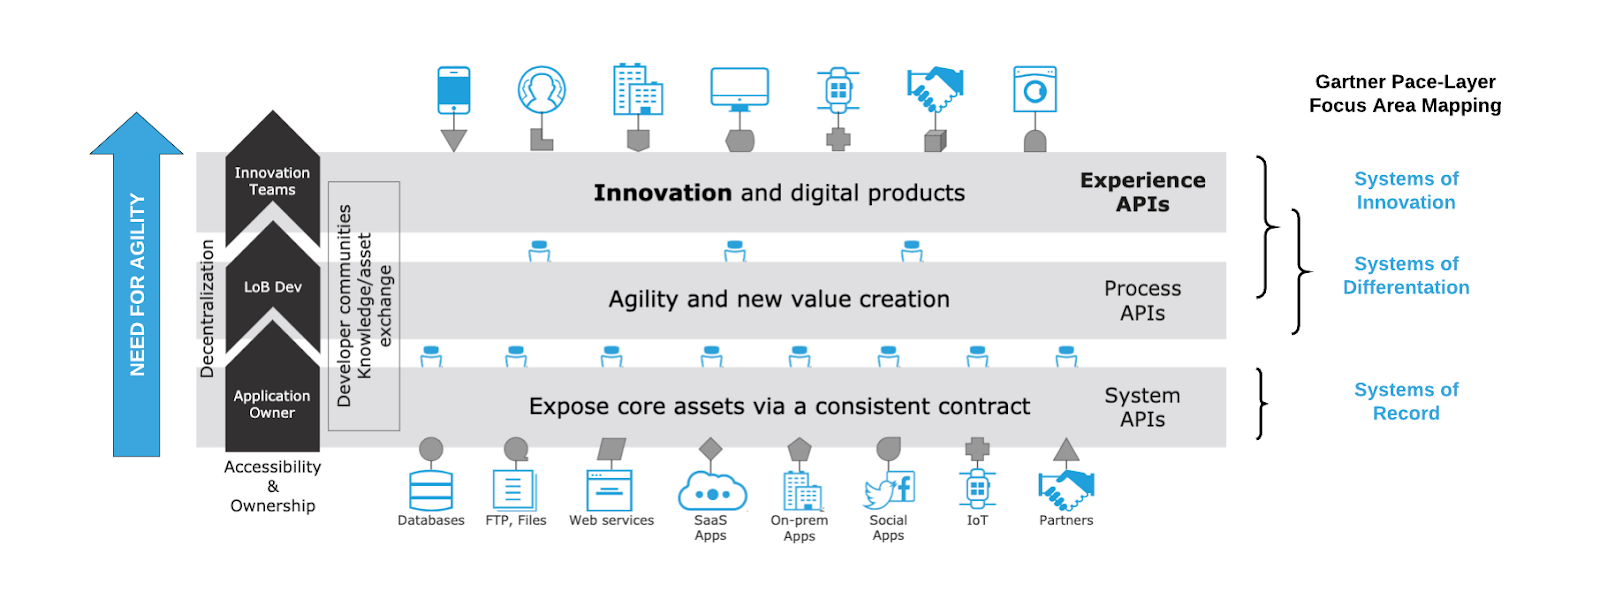 Gartner Pace-Layer
Focus Area Mapping
NEED FOR AGILITY
Decentralization
Innovation
Teams
LoB Dev
Application
Owner
Accessibility
&
Ownership
Developer communities
Knowledge/asset
exchange
Innovation and digital products
Experience
APIs
Agility and new value creation
Process
APIs
Expose core assets via a consistent contract
System
APIs
Systems of
Innovation
Systems of
Differentation
Systems of
Record
Databases
FTP, Files
Web services
SaaS
Apps
On-prem
Apps
Social
Apps
IoT
Partners